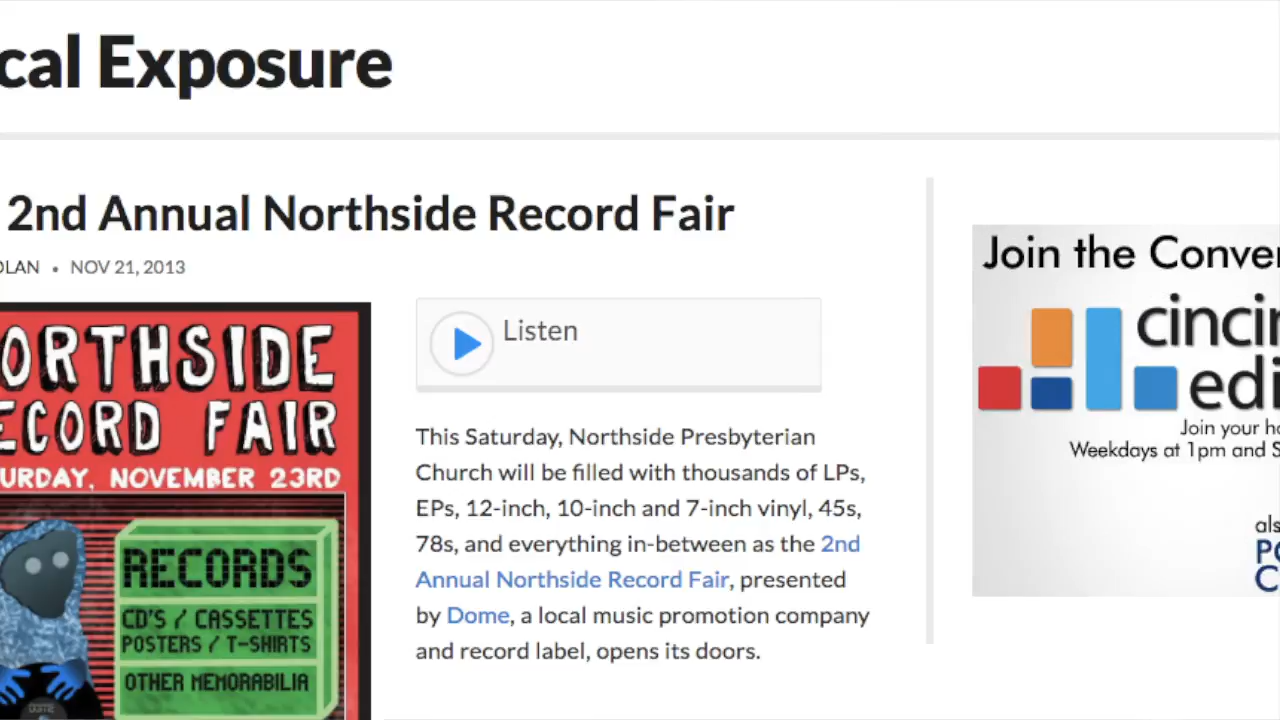 cal Exposure
2nd Annual Northside Record Fair
OLAN • NOV 21, 2013
ORTHSIDE
ECORD FAIR
URDAY, NOVEMBER 23RD
RECORDS
CD'S / CASSETTES
POSTERS / T-SHIRTS
OTHER MEMORABILIA
DOME
Listen
This Saturday, Northside Presbyterian
Church will be filled with thousands of LPs,
EPs, 12-inch, 10-inch and 7-inch vinyl, 45s,
78s, and everything in-between as the 2nd
Annual Northside Record Fair, presented
by Dome, a local music promotion company
and record label, opens its doors.
Join the Conver
cincin
edi
Join your ho
Weekdays at 1pm and S
als
PO
C